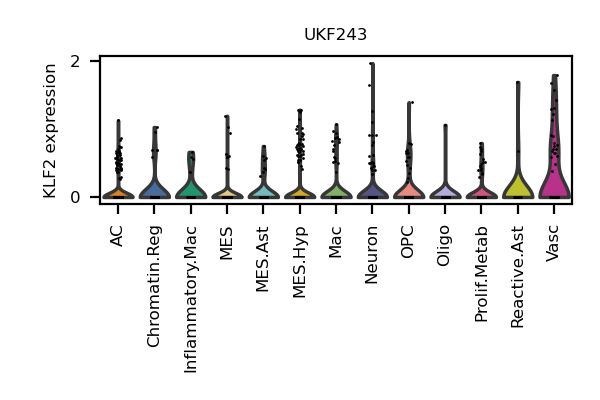 UKF243
KLF2 expression
2
0
AC
Chromatin.Reg
Inflammatory.Mac
MES
MES.Ast
MES.Hyp
Mac
Neuron
OPC
Oligo
Prolif.Metab
Reactive.Ast
Vasc